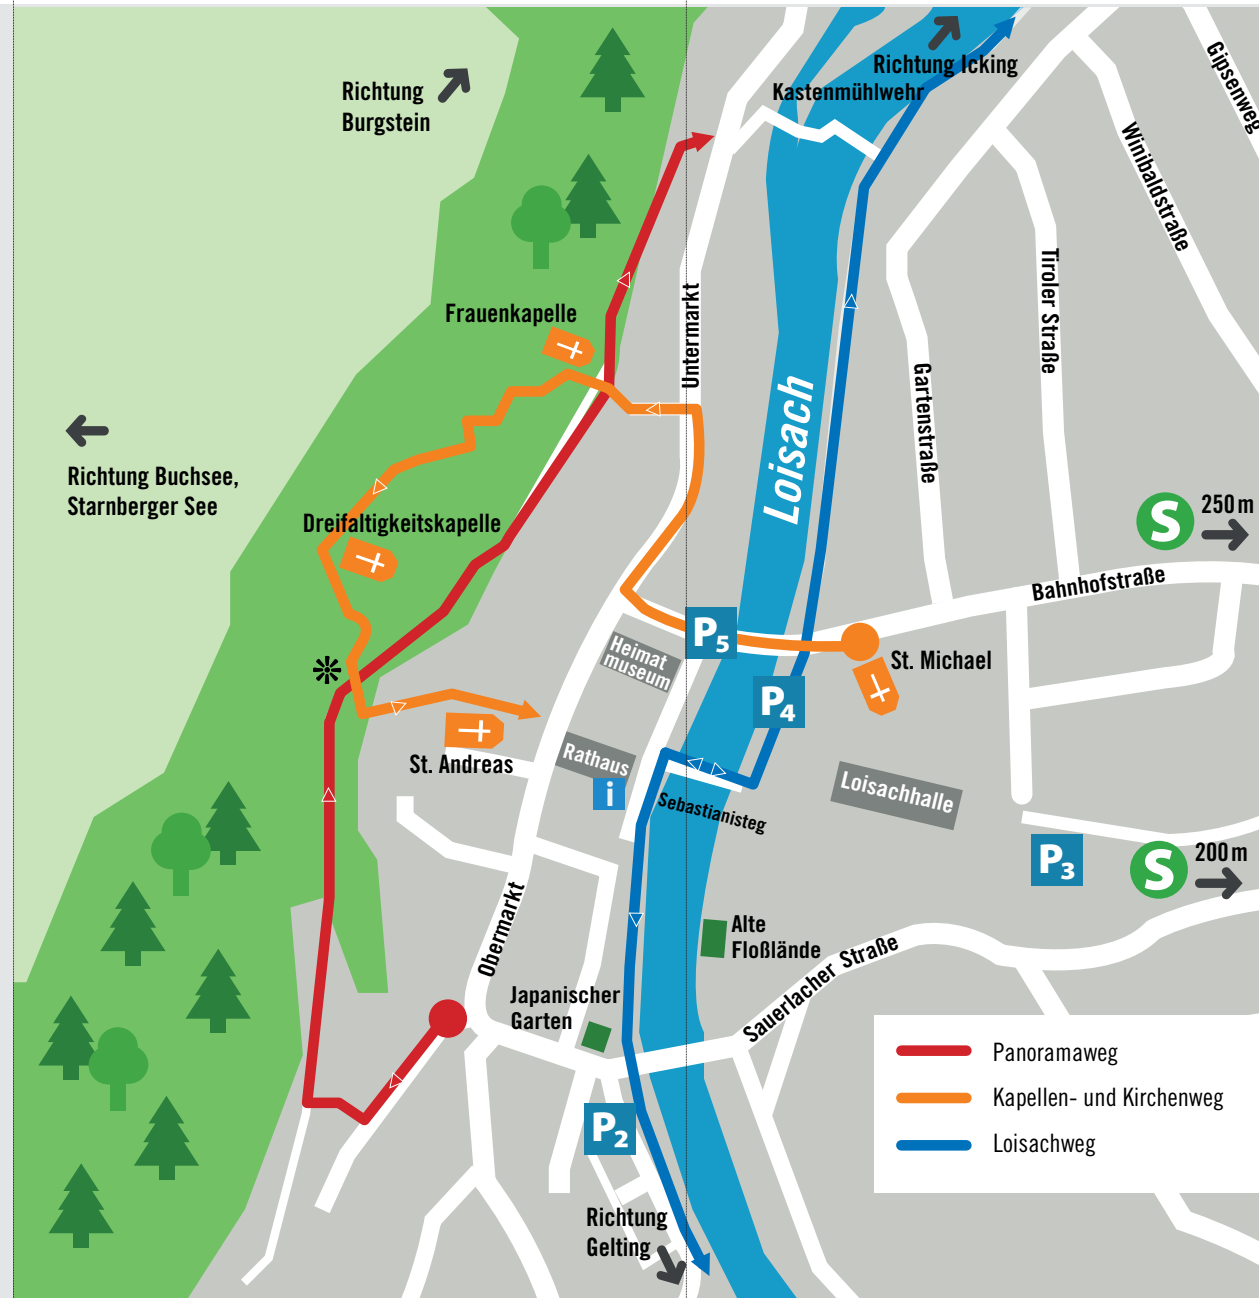 Richtung Icking
Kastenmühlwehr
Gipsenweg
Winibaldstraße
Richtung
Burgstein
Tiroler Straße
Frauenkapelle
Untermarkt
Loisach
Gartenstraße
Richtung Buchsee,
Starnberger See
Dreifaltigkeitskapelle
S
250 m
Bahnhofstraße
P5
Heimat
museum
St. Michael
P4
St. Andreas
Rathaus
i
Sebastianisteg
Loisachhalle
P3
S
200 m
Obermarkt
Alte
Floßlände
Sauerlacher Straße
Japanischer
Garten
P2
Richtung
Gelting
Panoramaweg
Kapellen- und Kirchenweg
Loisachweg